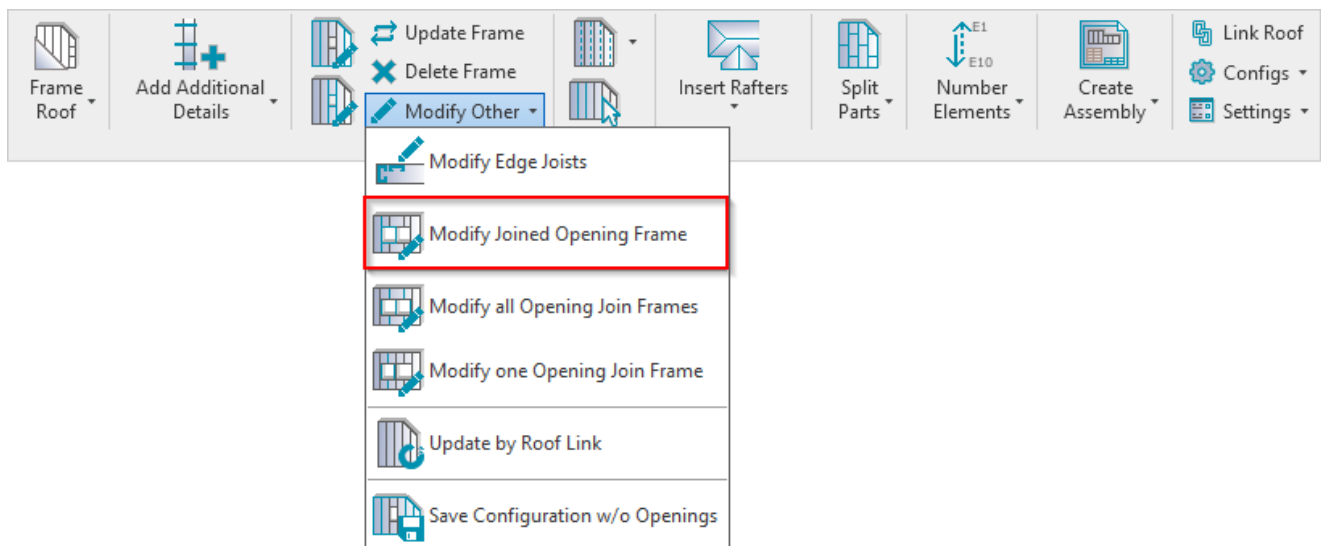 Frame
Roof
Add Additional
Details
Update Frame
Delete Frame
Modify Other
Insert Rafters
Split
Parts
E1
E10
Number
Elements
Create
Assembly
Link Roof
Configs
Settings
Modify Edge Joists
Modify Joined Opening Frame
Modify all Opening Join Frames
Modify one Opening Join Frame
Update by Roof Link
Save Configuration w/o Openings